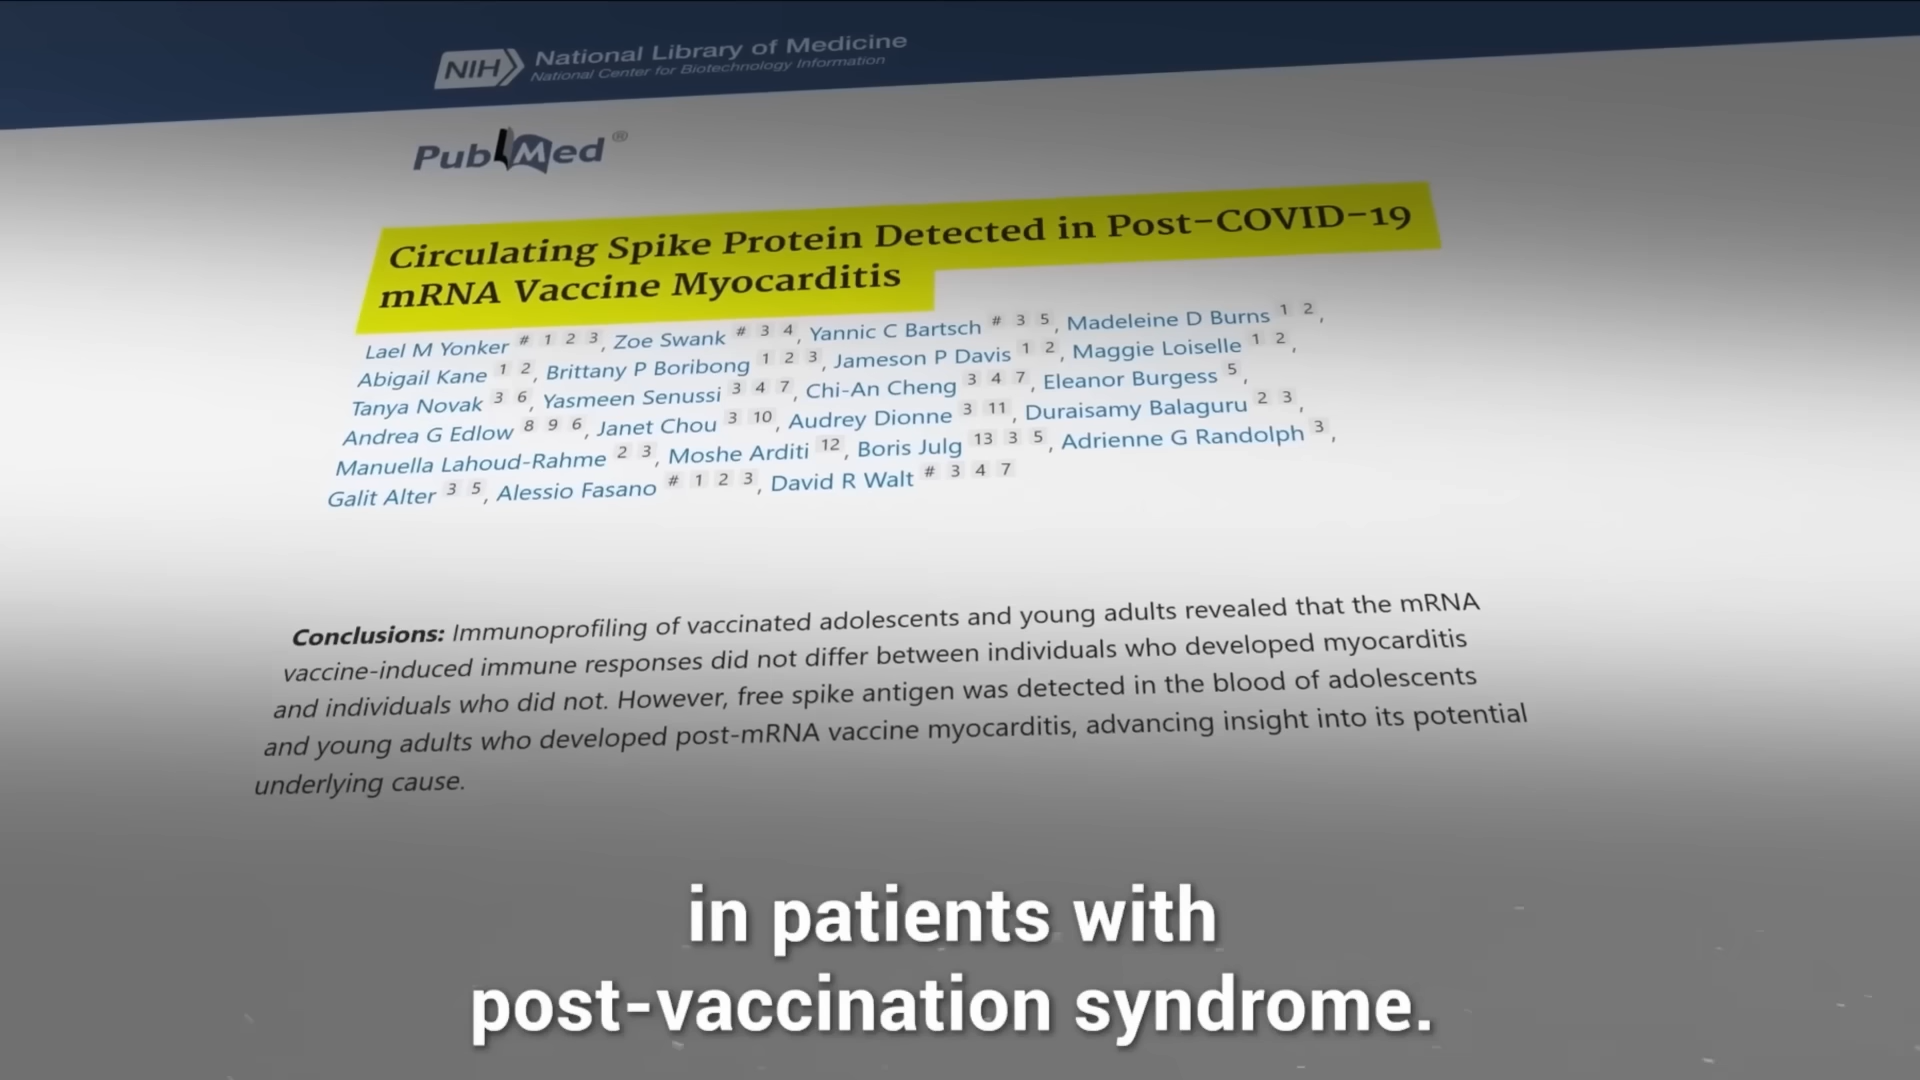 NIH National Library of Medicine
National Center for Biotechnology Information
PubMed®
Circulating Spike Protein Detected in Post-COVID-19
mRNA Vaccine Myocarditis
Lael M Yonker # 1 2 3, Zoe Swank # 3 4, Yannic C Bartsch # 3 5, Madeleine D Burns 1 2,
Abigail Kane 1 2, Brittany P Boribong 1 2 3, Jameson P Davis 1 2, Maggie Loiselle 1 2,
Tanya Novak 3 6, Yasmeen Senussi 3 4 7, Chi-An Cheng 3 4 7, Eleanor Burgess 5,
Andrea G Edlow 8 9 6, Janet Chou 3 10, Audrey Dionne 3 11, Duraisamy Balaguru 2 3,
Manuella Lahoud-Rahme 2 3, Moshe Arditi 12, Boris Julg 13 3 5, Adrienne G Randolph 3,
Galit Alter 3 5, Alessio Fasano # 1 2 3, David R Walt # 3 4 7
Conclusions: Immunoprofiling of vaccinated adolescents and young adults revealed that the mRNA
vaccine-induced immune responses did not differ between individuals who developed myocarditis
and individuals who did not. However, free spike antigen was detected in the blood of adolescents
and young adults who developed post-mRNA vaccine myocarditis, advancing insight into its potential
underlying cause.
in patients with
post-vaccination syndrome.